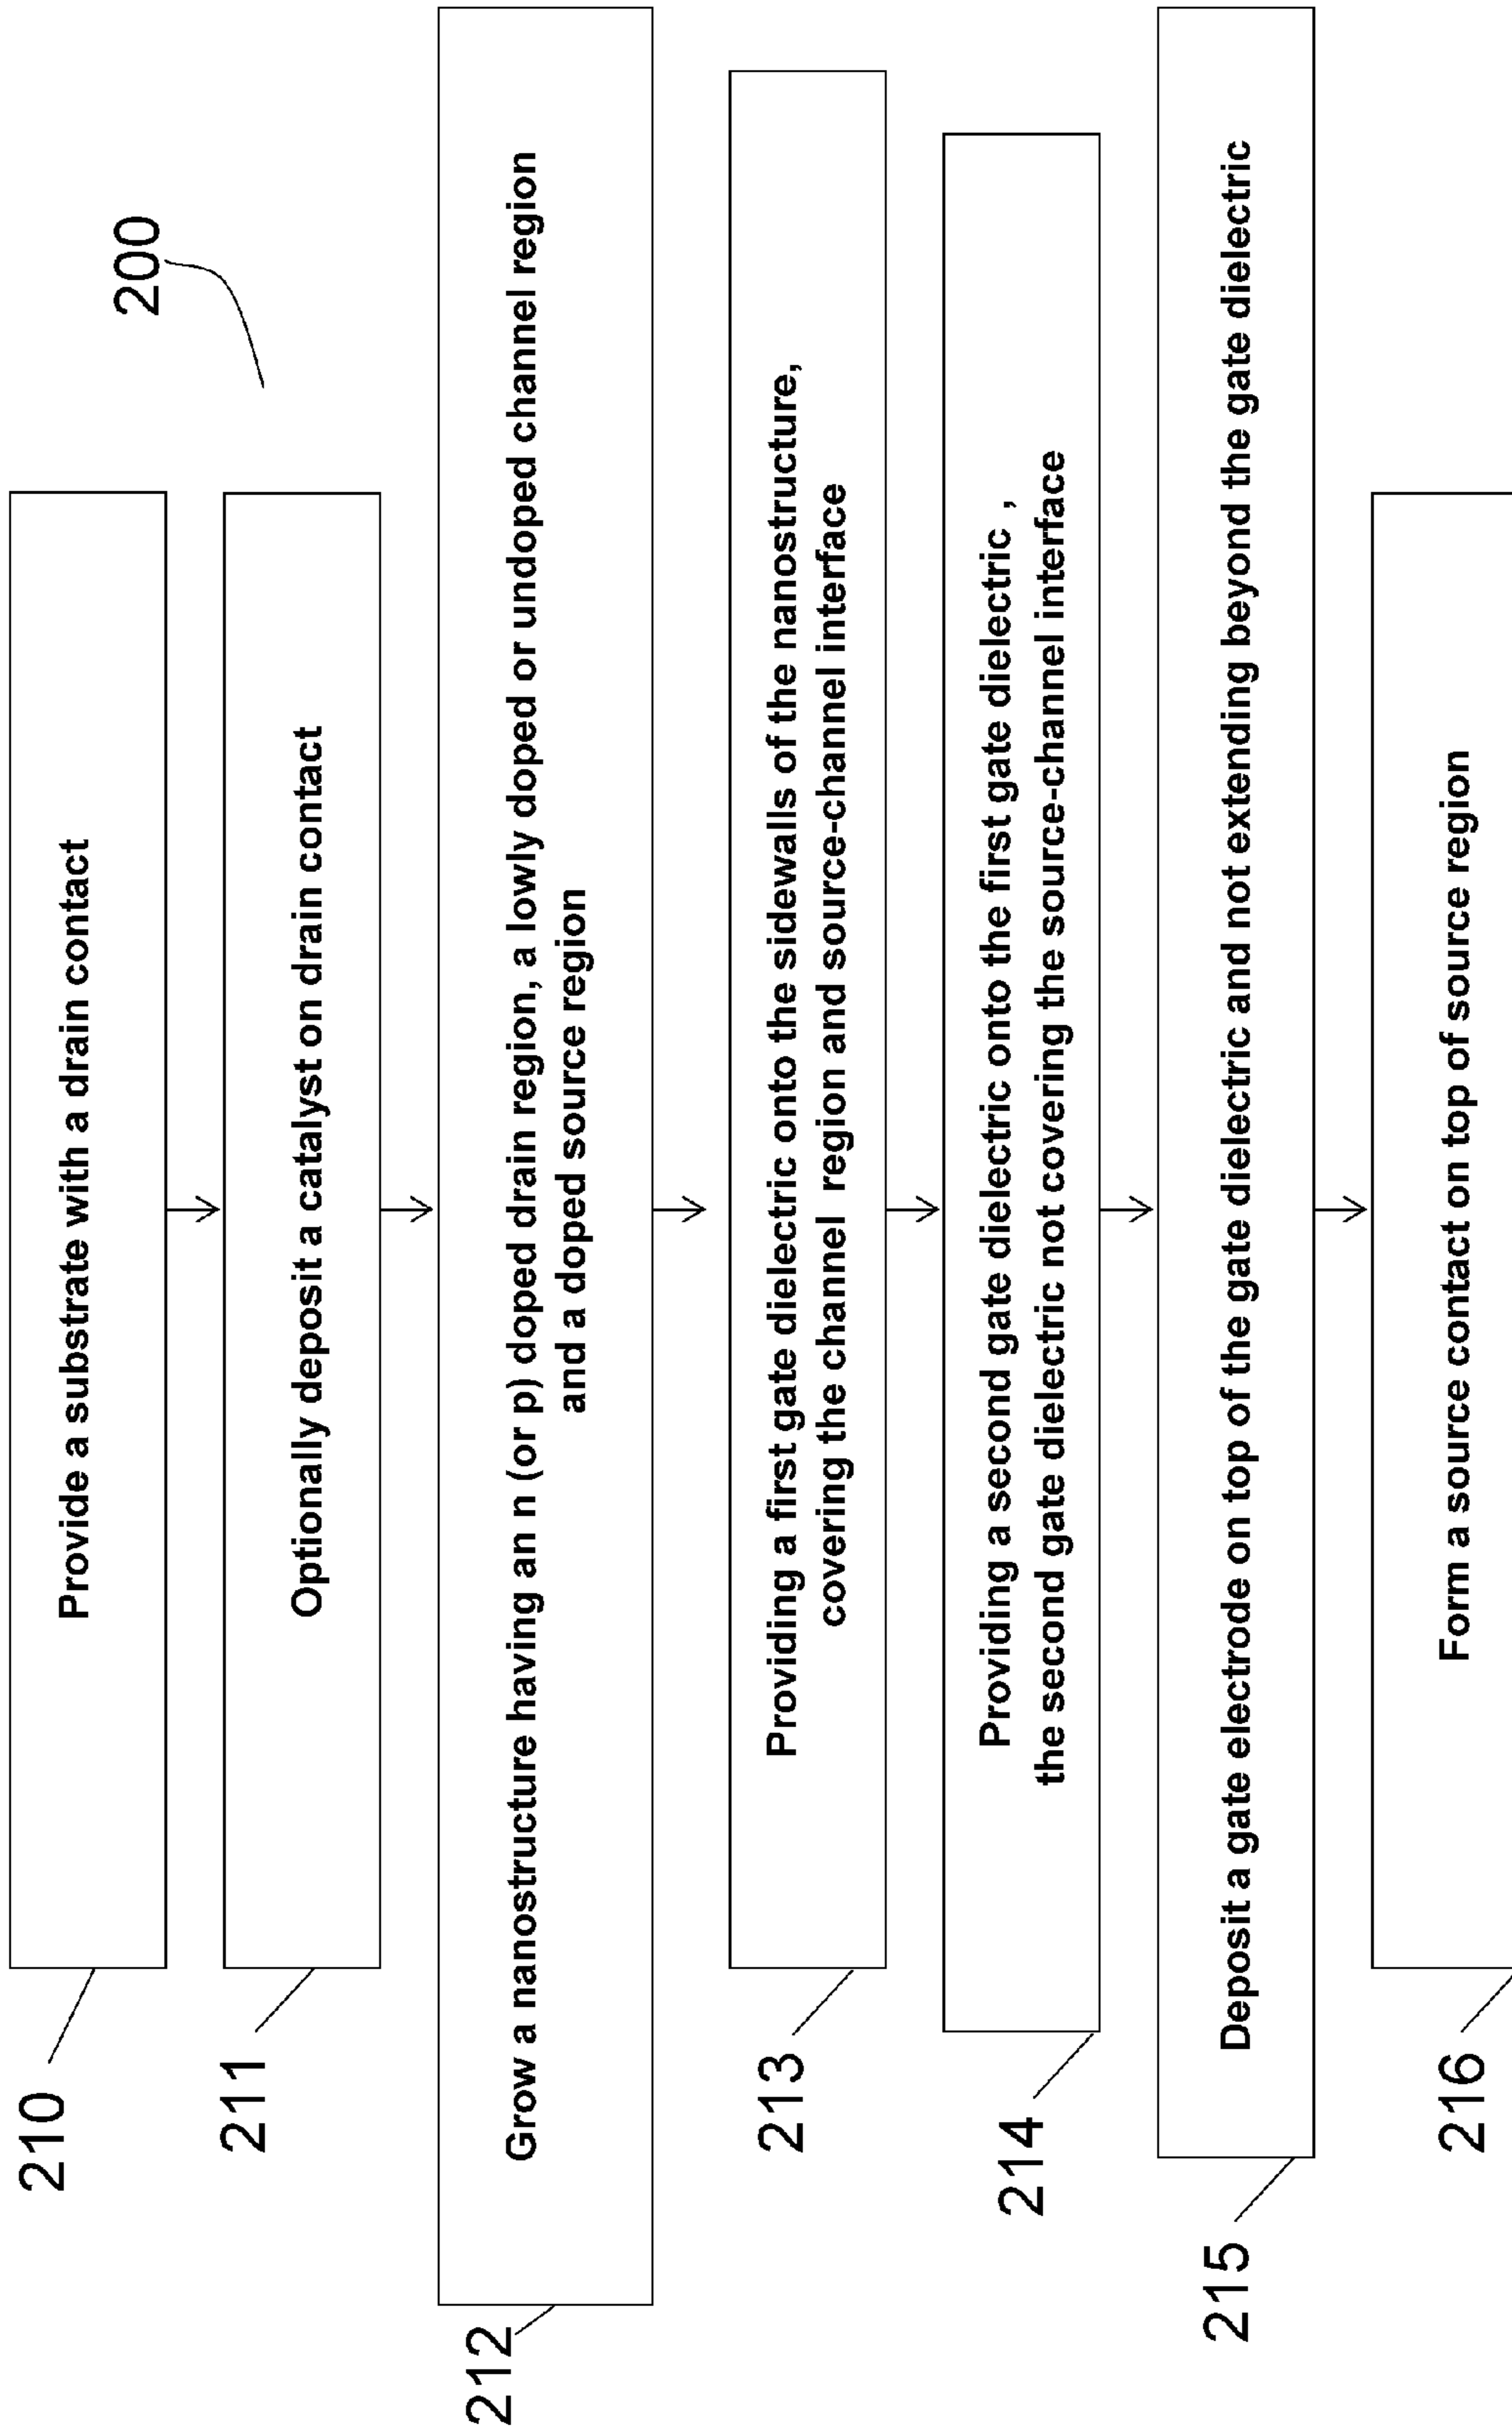 200
210
Provide a substrate with a drain contact
211
Optionally deposit a catalyst on drain contact
212
Grow a nanostructure having an n (or p) doped drain region, a lowly doped or undoped channel region
and a doped source region
213
Providing a first gate dielectric onto the sidewalls of the nanostructure,
covering the channel region and source-channel interface
214
Providing a second gate dielectric onto the first gate dielectric ,
the second gate dielectric not covering the source-channel interface
215
Deposit a gate electrode on top of the gate dielectric and not extending beyond the gate dielectric
216
Form a source contact on top of source region